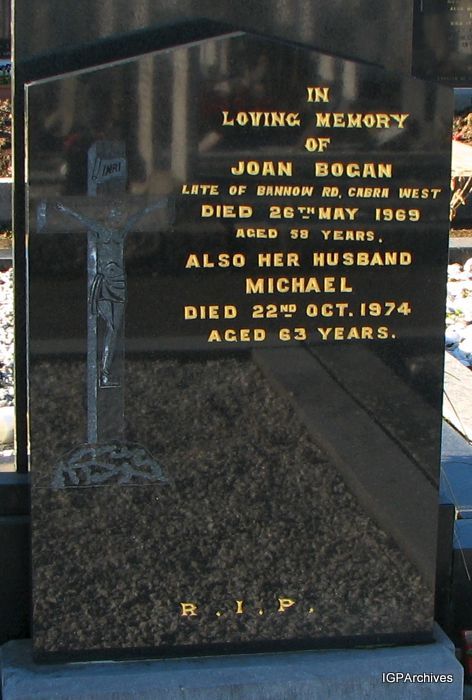 INRI
IN
LOVING MEMORY
OF
JOAN BOGAN
LATE OF BANNOW RD, CABRA WEST
DIED 26TH MAY 1969
AGED 59 YEARS.
ALSO HER HUSBAND
MICHAEL
DIED 22ND OCT. 1974
AGED 63 YEARS.
R. I. P.
IGPArchives